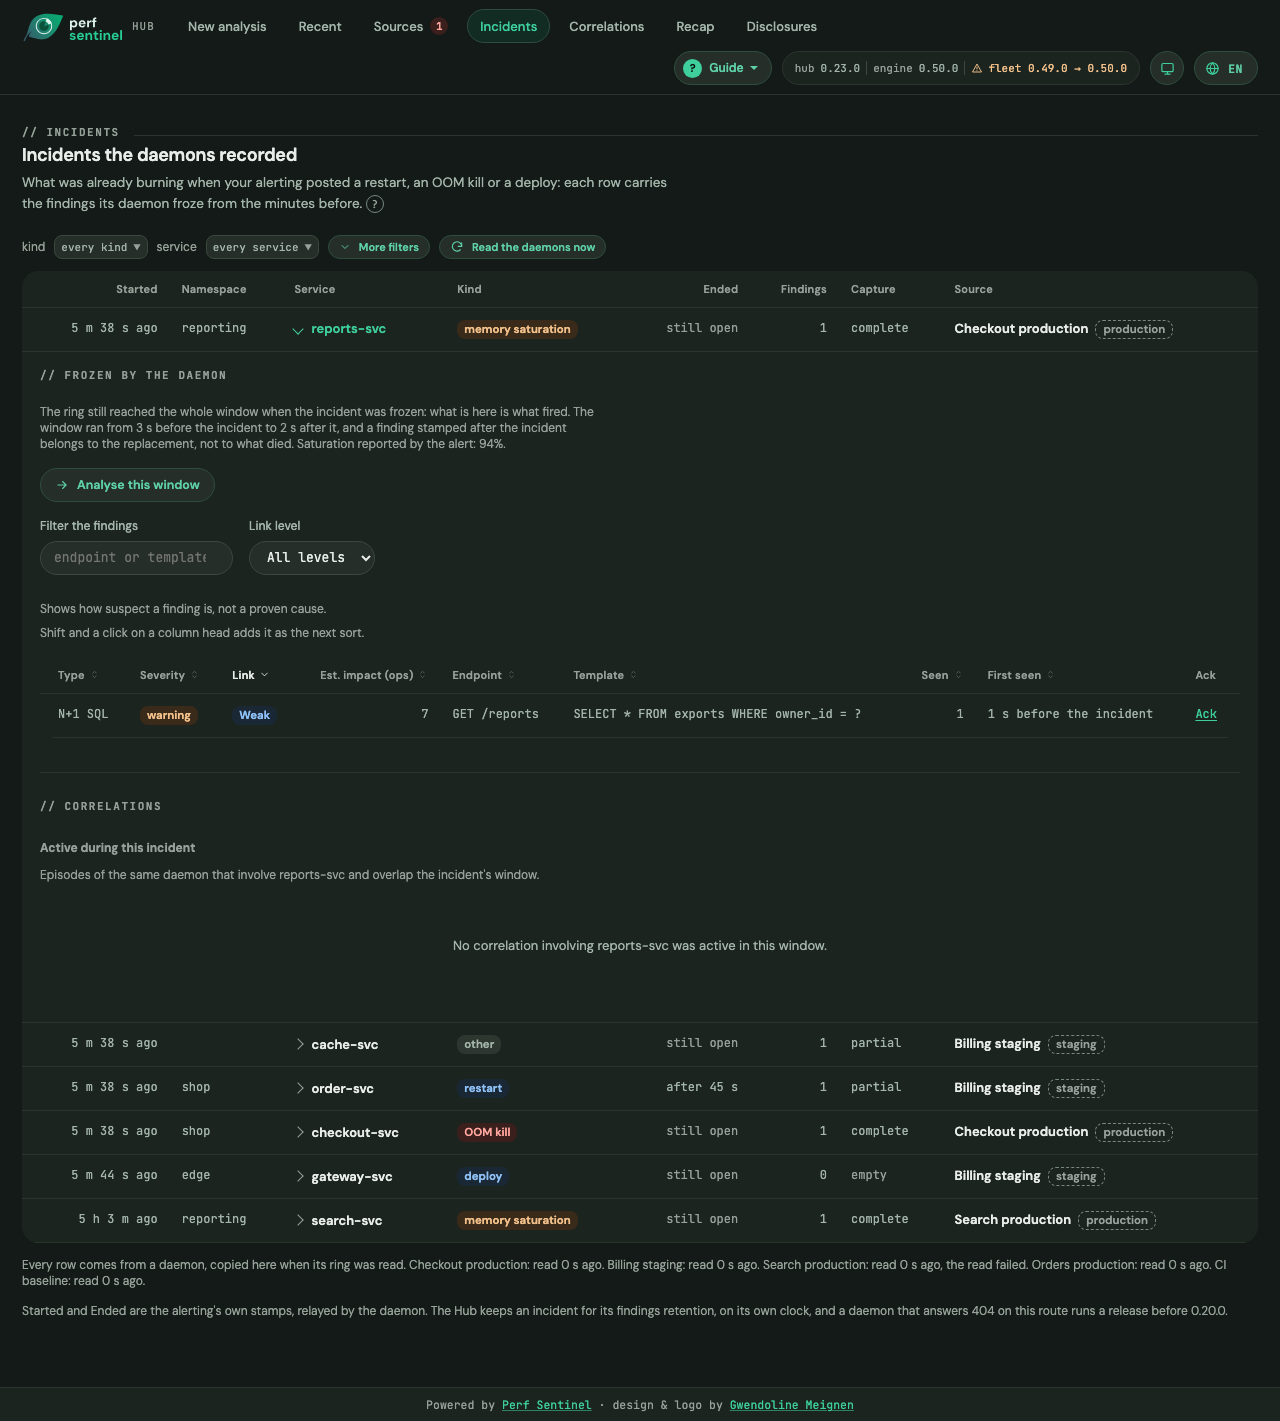 perf sentinel HUB New analysis Recent Sources 1 Incidents Correlations Recap Disclosures
? Guide hub 0.23.0 engine 0.50.0 fleet 0.49.0 → 0.50.0 EN
// INCIDENTS
Incidents the daemons recorded
What was already burning when your alerting posted a restart, an OOM kill or a deploy: each row carries
the findings its daemon froze from the minutes before. ?
kind every kind service every service More filters Read the daemons now
Started Namespace Service Kind Ended Findings Capture Source
5 m 38 s ago reporting reports-svc memory saturation still open 1 complete Checkout production production
// FROZEN BY THE DAEMON
The ring still reached the whole window when the incident was frozen: what is here is what fired. The
window ran from 3 s before the incident to 2 s after it, and a finding stamped after the incident
belongs to the replacement, not to what died. Saturation reported by the alert: 94%.
→ Analyse this window
Filter the findings Link level
endpoint or template All levels
Shows how suspect a finding is, not a proven cause.
Shift and a click on a column head adds it as the next sort.
Type Severity Link Est. impact (ops) Endpoint Template Seen First seen Ack
N+1 SQL warning Weak 7 GET /reports SELECT * FROM exports WHERE owner_id = ? 1 1 s before the incident Ack
// CORRELATIONS
Active during this incident
Episodes of the same daemon that involve reports-svc and overlap the incident's window.
No correlation involving reports-svc was active in this window.
5 m 38 s ago cache-svc other still open 1 partial Billing staging staging
5 m 38 s ago shop order-svc restart after 45 s 1 partial Billing staging staging
5 m 38 s ago shop checkout-svc OOM kill still open 1 complete Checkout production production
5 m 44 s ago edge gateway-svc deploy still open 0 empty Billing staging staging
5 h 3 m ago reporting search-svc memory saturation still open 1 complete Search production production
Every row comes from a daemon, copied here when its ring was read. Checkout production: read 0 s ago. Billing staging: read 0 s ago. Search production: read 0 s ago, the read failed. Orders production: read 0 s ago. CI
baseline: read 0 s ago.
Started and Ended are the alerting's own stamps, relayed by the daemon. The Hub keeps an incident for its findings retention, on its own clock, and a daemon that answers 404 on this route runs a release before 0.20.0.
Powered by Perf Sentinel · design & logo by Gwendoline Meignen